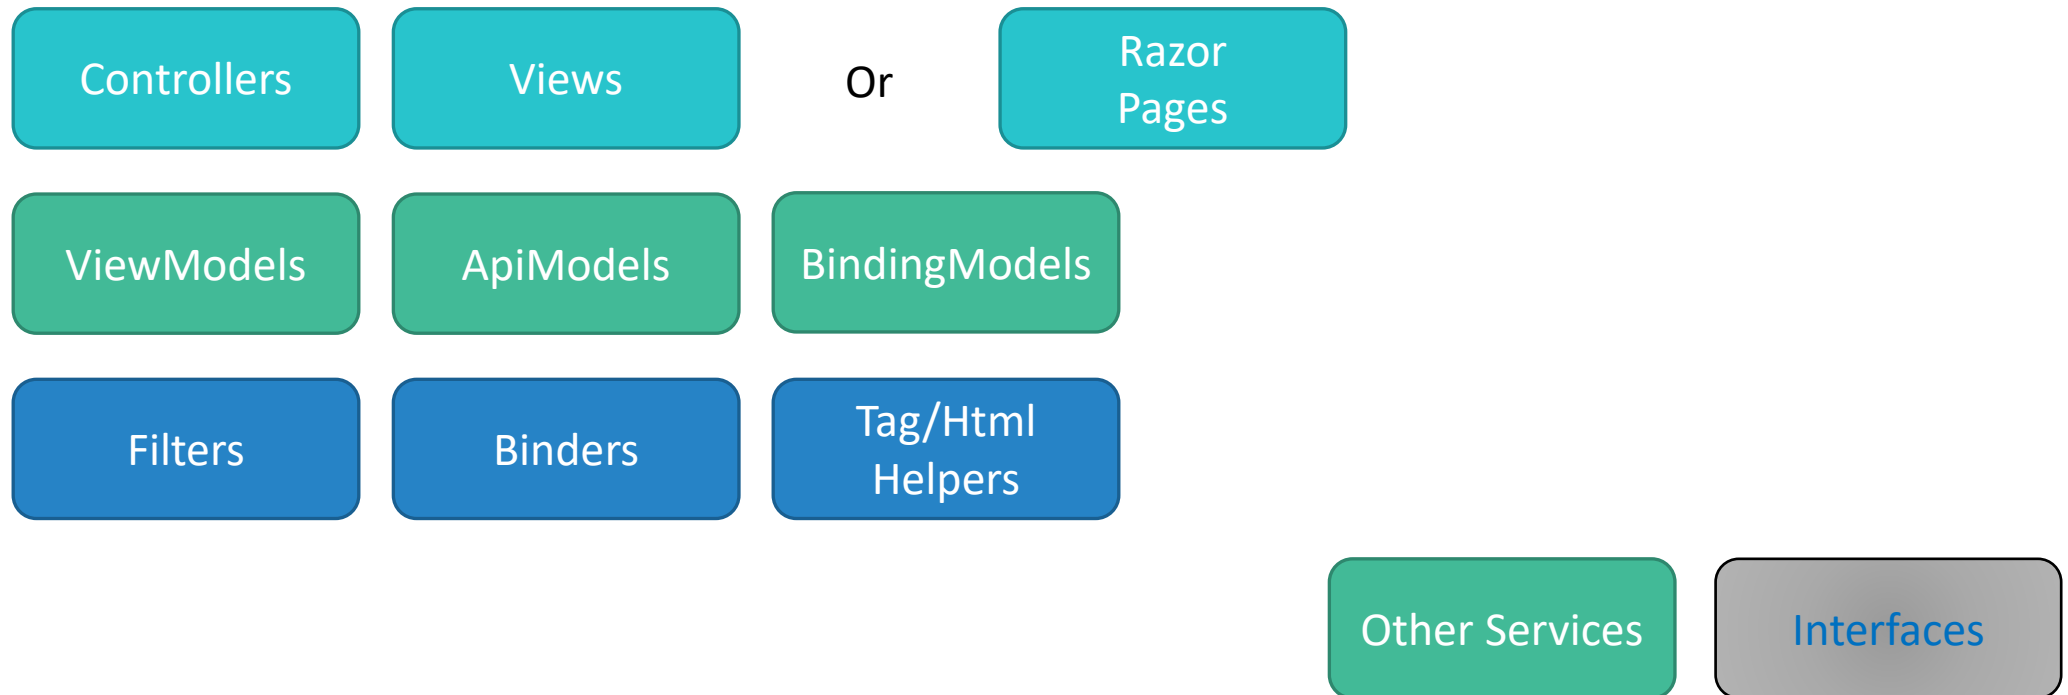 Controllers
Views
Or
Razor
Pages
ViewModels
ApiModels
BindingModels
Filters
Binders
Tag/Html
Helpers
Other Services
Interfaces